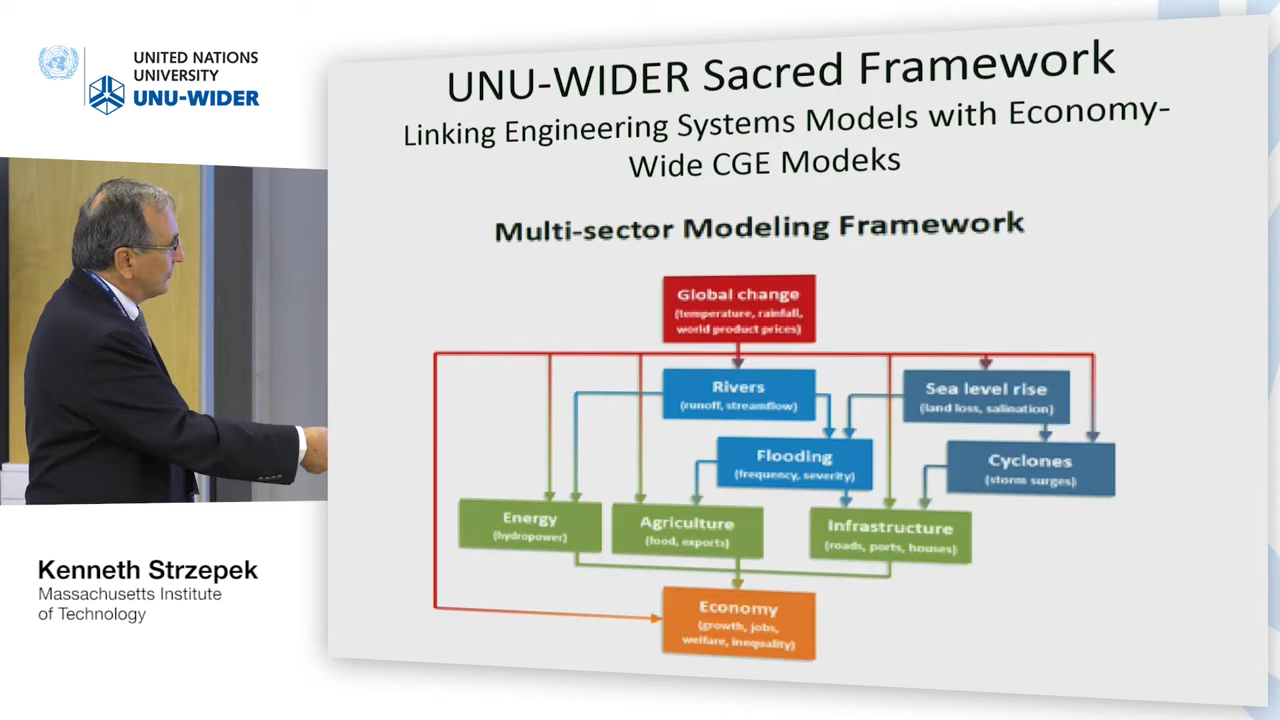 UNITED NATIONS
UNIVERSITY
UNU-WIDER
Kenneth Strzepek
Massachusetts Institute
of Technology
UNU-WIDER Sacred Framework
Linking Engineering Systems Models with Economy-
Wide CGE Modeks
Multi-sector Modeling Framework
Global change
(temperature, rainfall,
world product prices)
Rivers
(runoff, streamflow)
Sea level rise
(land loss, salination)
Flooding
(frequency, severity)
Cyclones
(storm surges)
Energy
(hydropower)
Agriculture
(food, exports)
Infrastructure
(roads, ports, houses)
Economy
(growth, jobs,
welfare, inequality)